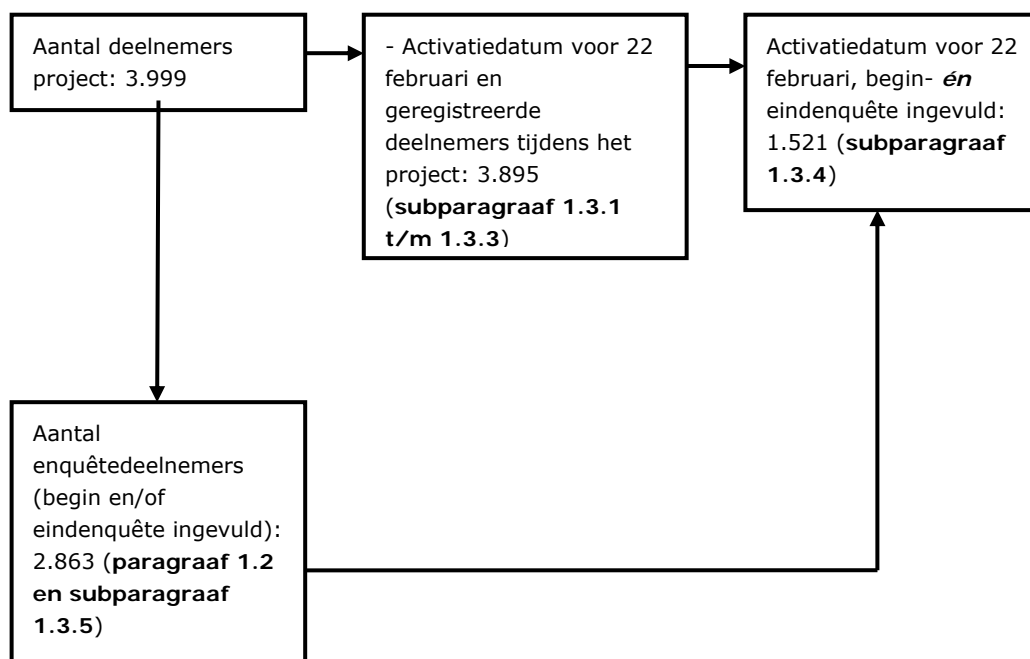 Aantal deelnemers
project: 3.999
- Activatiedatum voor 22
februari en
geregistreerde
deelnemers tijdens het
project: 3.895
(subparagraaf 1.3.1
t/m 1.3.3)
Activatiedatum voor 22
februari, begin- én
eindenquête ingevuld:
1.521 (subparagraaf
1.3.4)
Aantal
enquêtedeelnemers
(begin en/of
eindenquête ingevuld):
2.863 (paragraaf 1.2
en subparagraaf
1.3.5)